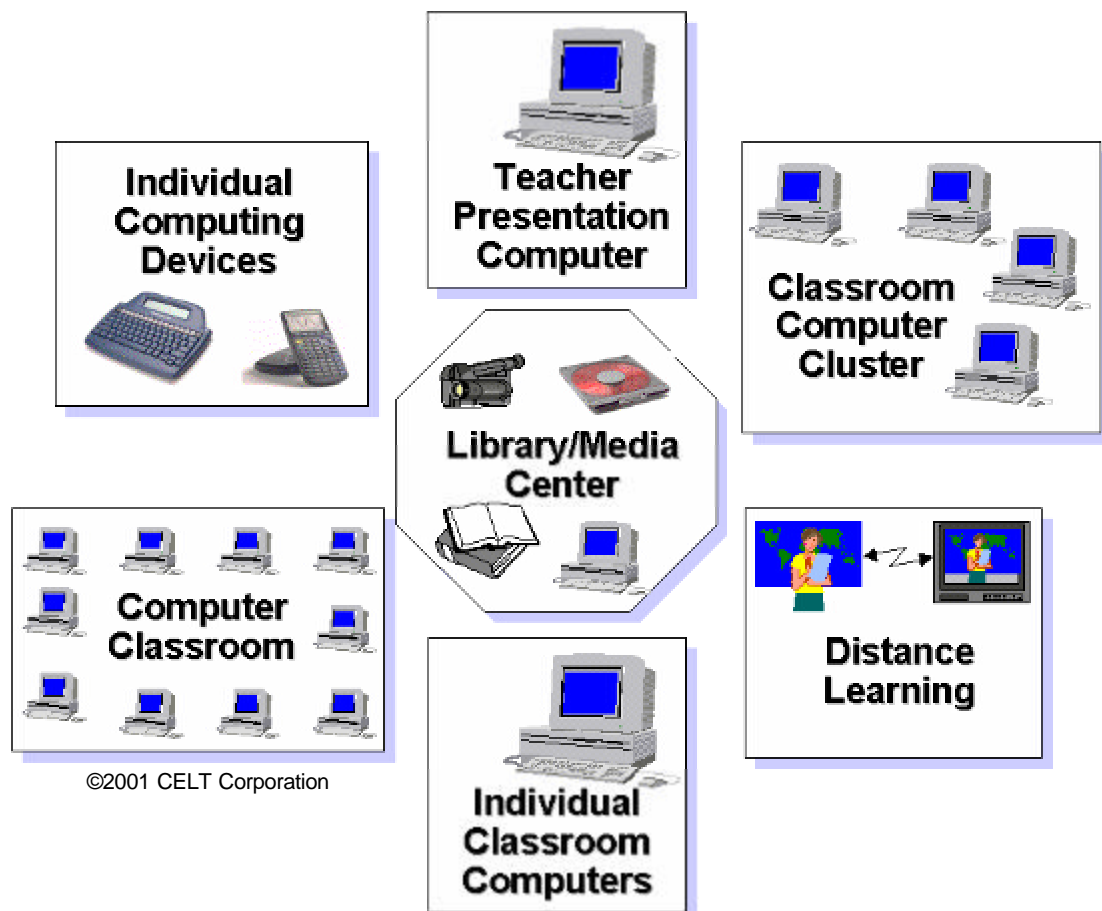 Teacher
Presentation
Computer
Individual
Computing
Devices
Classroom
Computer
Cluster
Library/Media
Center
Computer
Classroom
Distance
Learning
©2001 CELT Corporation
Individual
Classroom
Computers